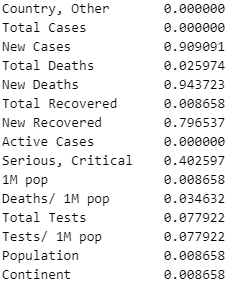 Country, Other 0.000000
Total Cases 0.000000
New Cases 0.909091
Total Deaths 0.025974
New Deaths 0.943723
Total Recovered 0.008658
New Recovered 0.796537
Active Cases 0.000000
Serious, Critical 0.402597
1M pop 0.008658
Deaths/ 1M pop 0.034632
Total Tests 0.077922
Tests/ 1M pop 0.077922
Population 0.008658
Continent 0.008658